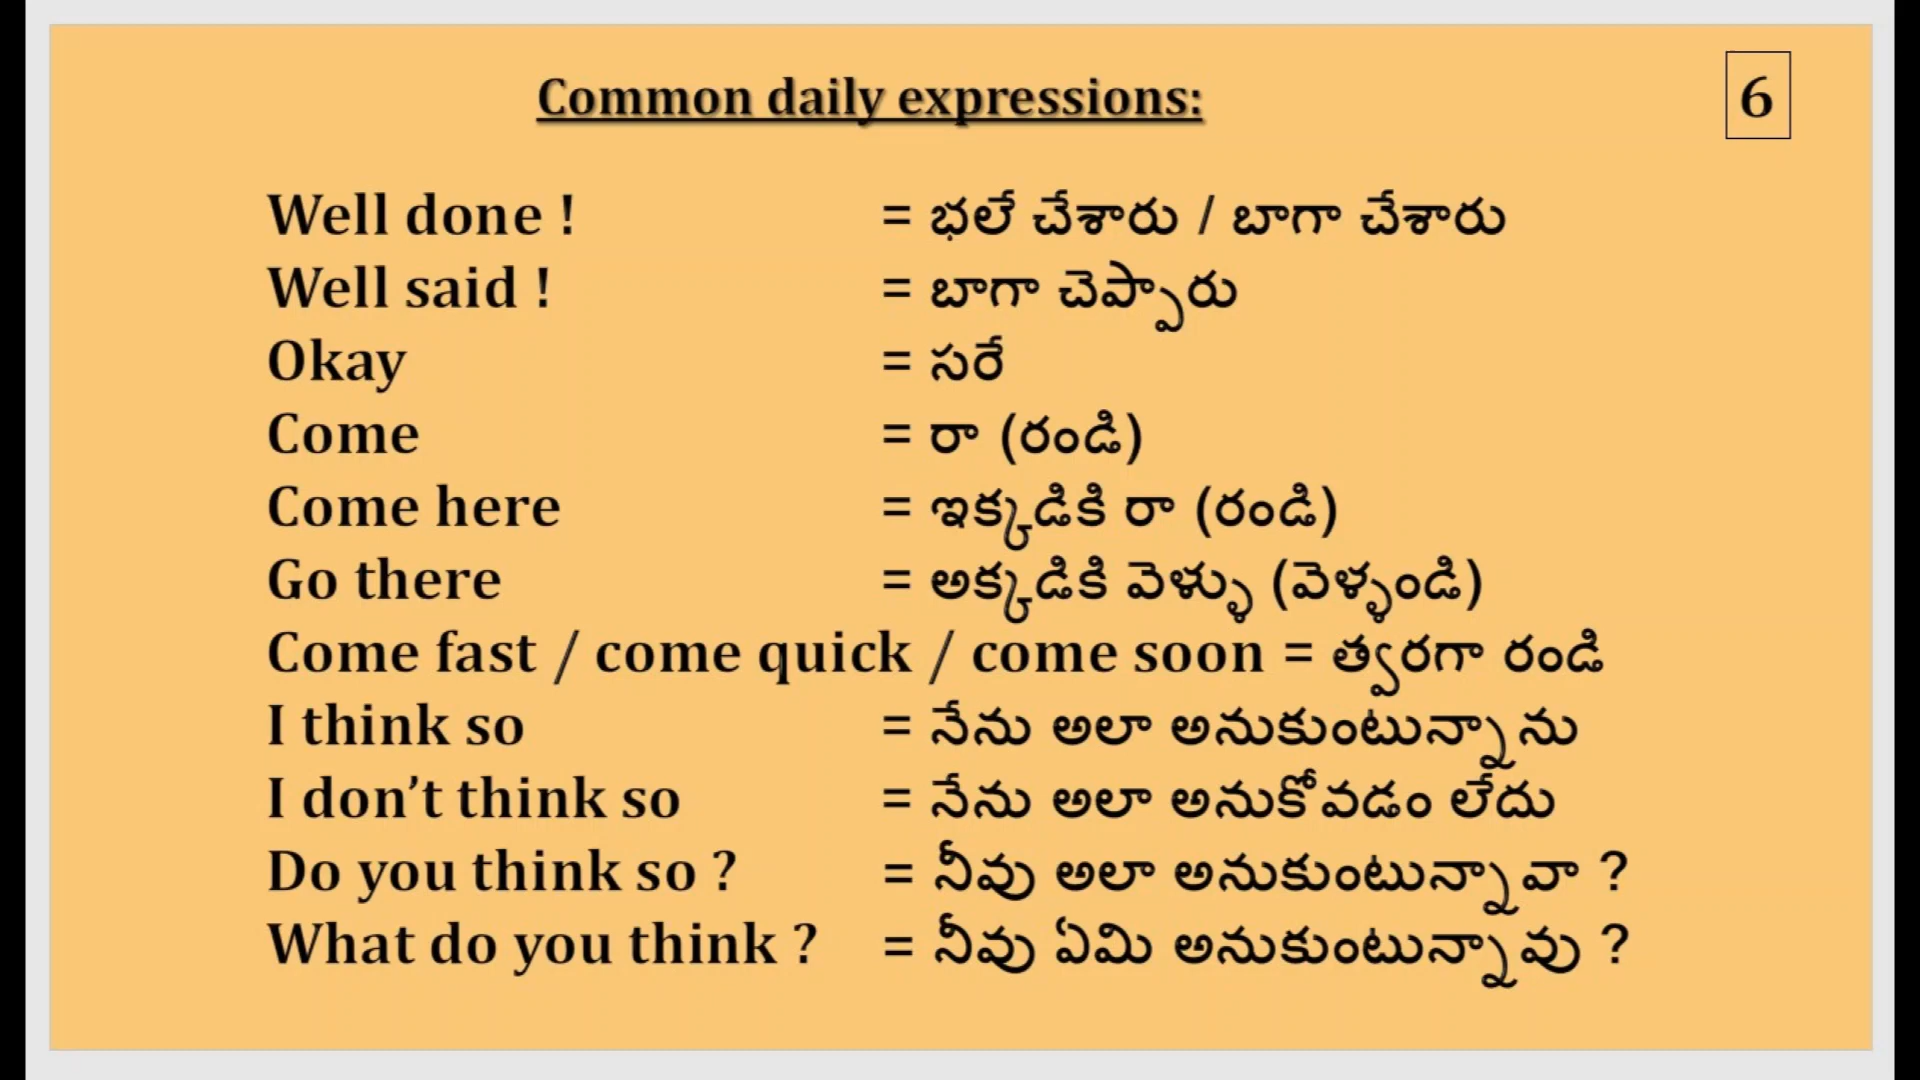 Common daily expressions:
6
Well done ! = భలే చేశారు / బాగా చేశారు
Well said ! = బాగా చెప్పారు
Okay = సరే
Come = రా (రండి)
Come here = ఇక్కడికి రా (రండి)
Go there = అక్కడికి వెళ్ళు (వెళ్ళండి)
Come fast / come quick / come soon = త్వరగా రండి
I think so = నేను అలా అనుకుంటున్నాను
I don’t think so = నేను అలా అనుకోవడం లేదు
Do you think so ? = నీవు అలా అనుకుంటున్నావా ?
What do you think ? = నీవు ఏమి అనుకుంటున్నావు ?